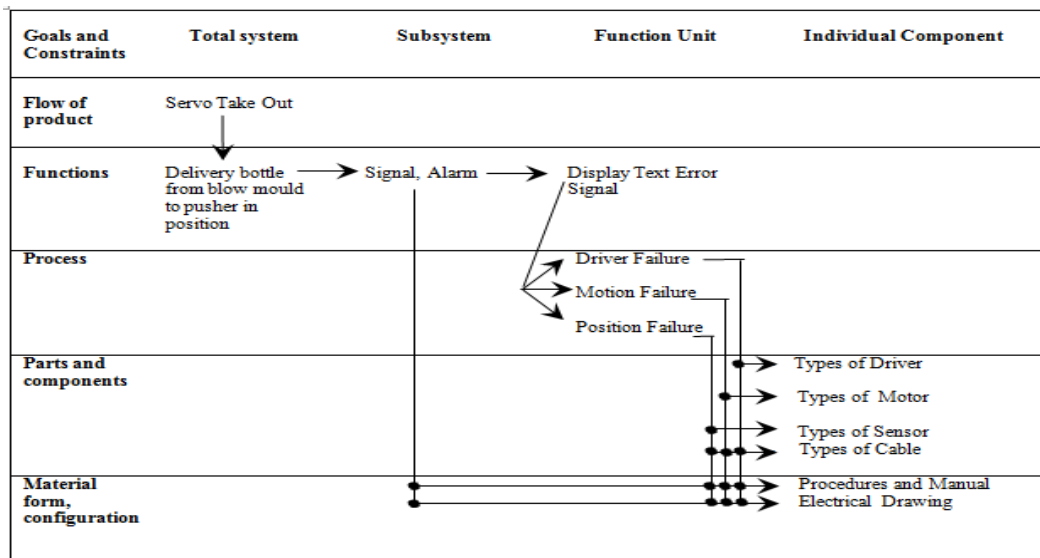 Goals and Constraints
Total system
Subsystem
Function Unit
Individual Component
Flow of product
Servo Take Out
Functions
Delivery bottle
from blow mould
to pusher in
position
Signal, Alarm
Display Text Error
Signal
Process
Driver Failure
Motion Failure
Position Failure
Parts and
components
Types of Driver
Types of Motor
Types of Sensor
Types of Cable
Material
form,
configuration
Procedures and Manual
Electrical Drawing